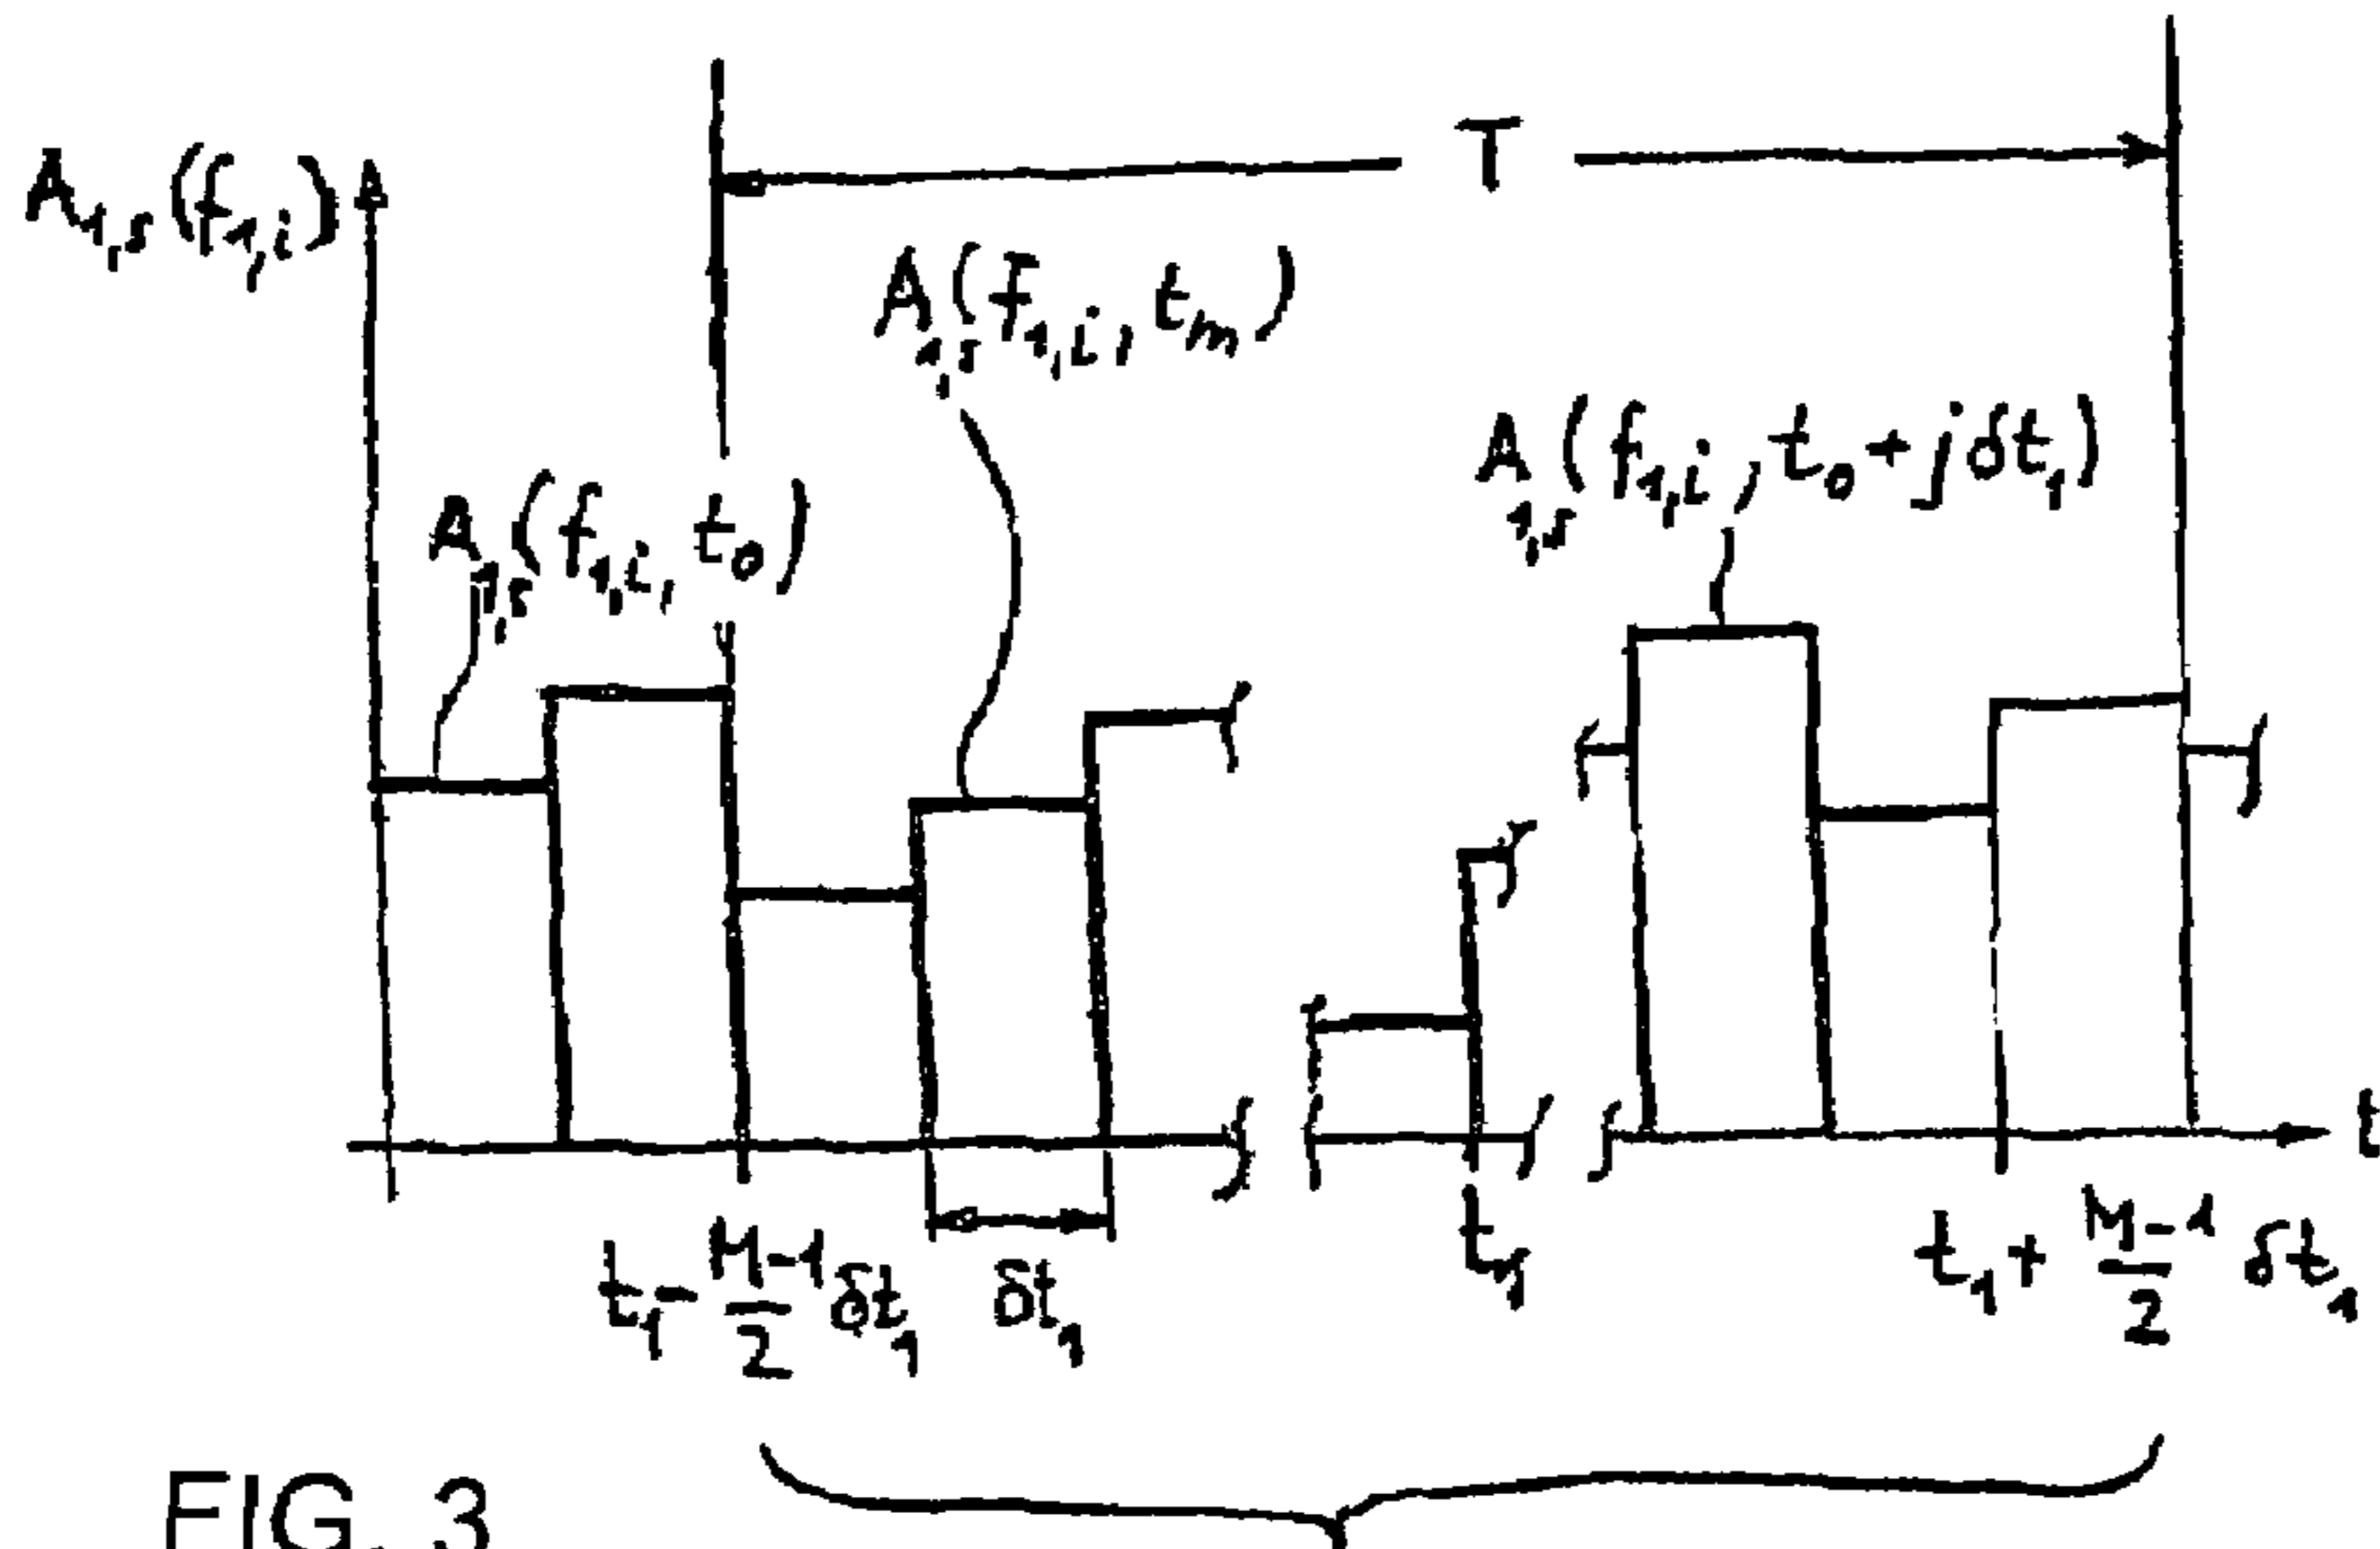 T
A₁,ₛ(f₁,ᵢ)
A₁,ₛ(f₁,ᵢ, tₘ)
A₁,ₛ(f₁,ᵢ, t₀+jδt₁)
A₁,ₛ(f₁,ᵢ, t₀)
t
t₁ - M-1/2 δt₁
δt₁
t₁
t₁ + M-1/2 δt₁
FIG. 3